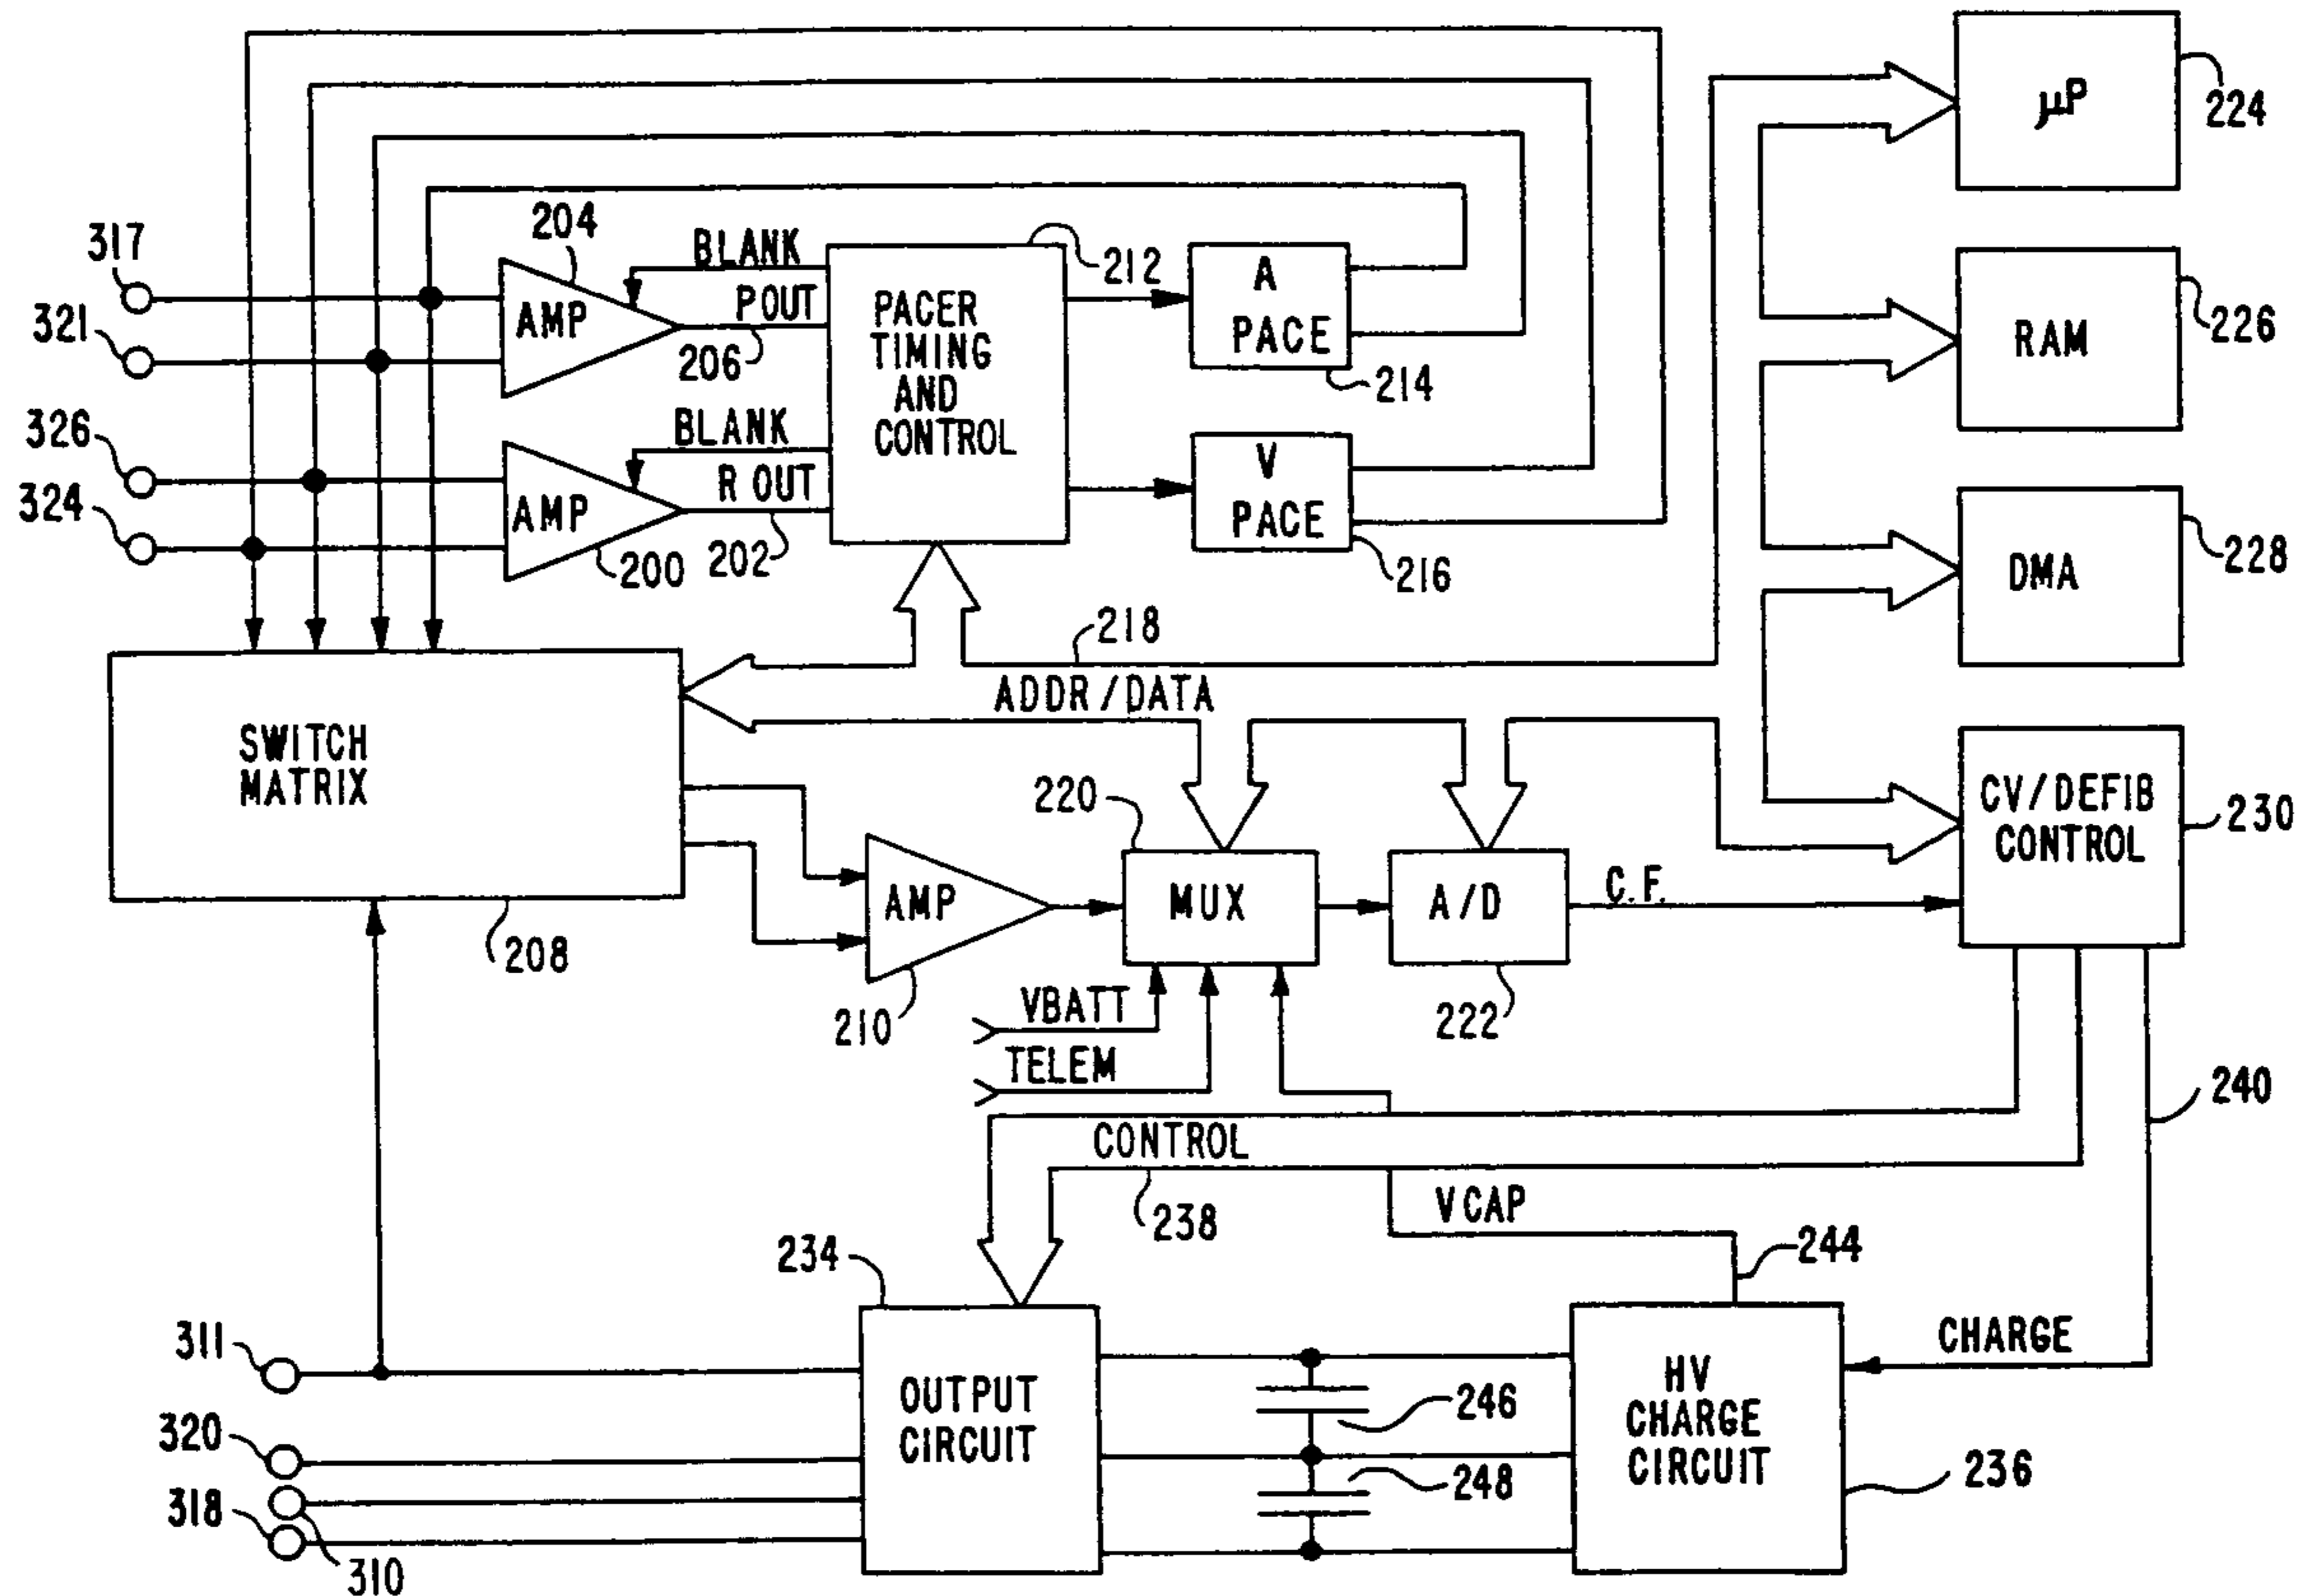 μP
224
204
317
BLANK
212
A
PACE
214
POUT
206
321
AMP
PACER
TIMING
AND
CONTROL
RAM
226
326
BLANK
R OUT
202
324
AMP
200
V
PACE
216
DMA
228
218
ADDR/DATA
SWITCH
MATRIX
208
220
CV/DEFIB
CONTROL
230
AMP
210
MUX
A/D
222
C.F.
VBATT
TELEM
240
CONTROL
238
VCAP
244
234
311
CHARGE
OUTPUT
CIRCUIT
246
HV
CHARGE
CIRCUIT
236
320
248
318
310